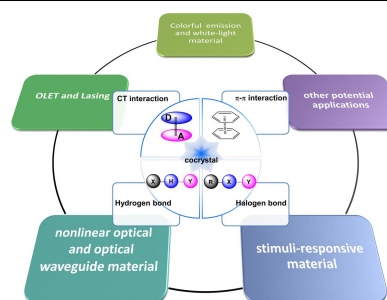 Colorful emission
and white-light
material
OLET and Lasing
CT interaction
D
A
π-π interaction
other potential
applications
cocrystal
X H Y
R X Y
Hydrogen bond
Halogen bond
nonlinear optical
and optical
waveguide material
stimuli-responsive
material